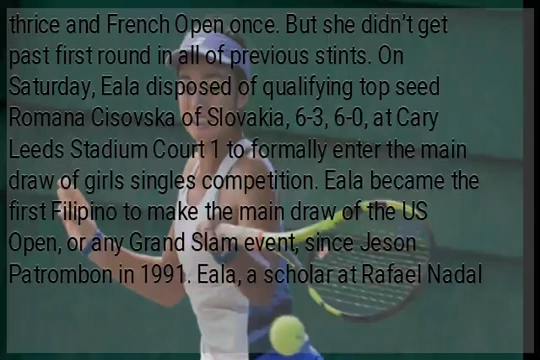 thrice and French Open once. But she didn't get
past first round in all of previous stints. On
Saturday, Eala disposed of qualifying top seed
Romana Cisovska of Slovakia, 6-3, 6-0, at Cary
Leeds Stadium Court 1 to formally enter the main
draw of girls singles competition. Eala became the
first Filipino to make the main draw of the US
Open, or any Grand Slam event, since Jeson
Patrombon in 1991. Eala, a scholar at Rafael Nadal